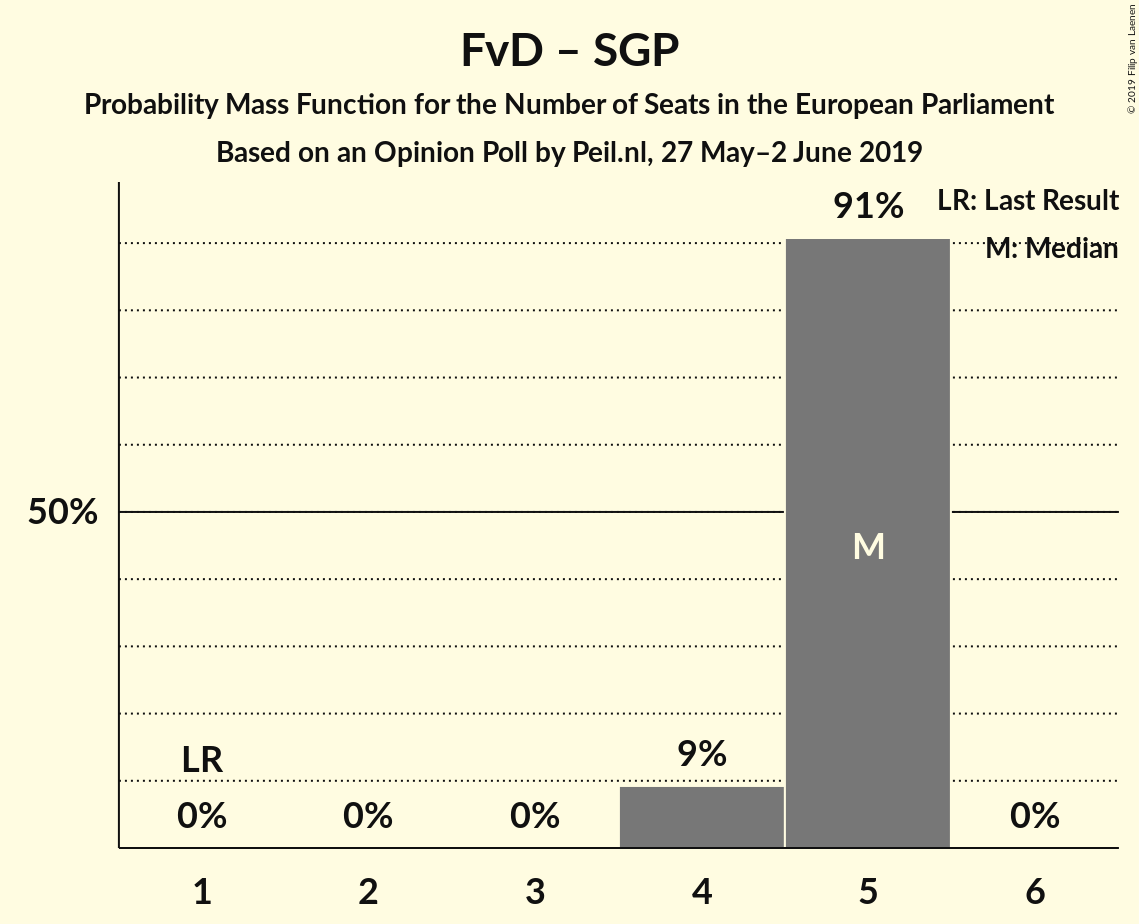 FvD – SGP
Probability Mass Function for the Number of Seats in the European Parliament
Based on an Opinion Poll by Peil.nl, 27 May–2 June 2019
© 2019 Filip van Laenen
91%
LR: Last Result
M: Median
50%
M
LR
9%
0%
0%
0%
0%
1 2 3 4 5 6